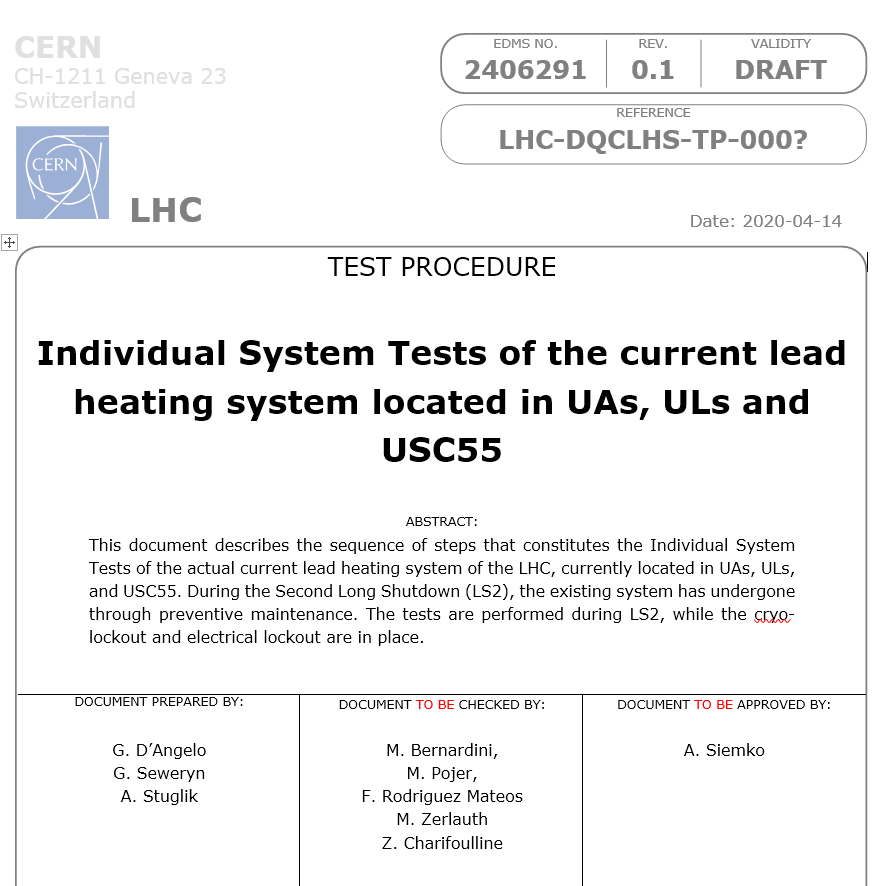 CERN
CH-1211 Geneva 23
Switzerland
EDMS NO.
2406291
REV.
0.1
VALIDITY
DRAFT
REFERENCE
LHC-DQCLHS-TP-000?
CERN
LHC
Date: 2020-04-14
TEST PROCEDURE
Individual System Tests of the current lead
heating system located in UAs, ULs and
USC55
ABSTRACT:
This document describes the sequence of steps that constitutes the Individual System
Tests of the actual current lead heating system of the LHC, currently located in UAs, ULs,
and USC55. During the Second Long Shutdown (LS2), the existing system has undergone
through preventive maintenance. The tests are performed during LS2, while the cryo-
lockout and electrical lockout are in place.
DOCUMENT PREPARED BY:
G. D’Angelo
G. Seweryn
A. Stuglik
DOCUMENT TO BE CHECKED BY:
M. Bernardini,
M. Pojer,
F. Rodriguez Mateos
M. Zerlauth
Z. Charifoulline
DOCUMENT TO BE APPROVED BY:
A. Siemko